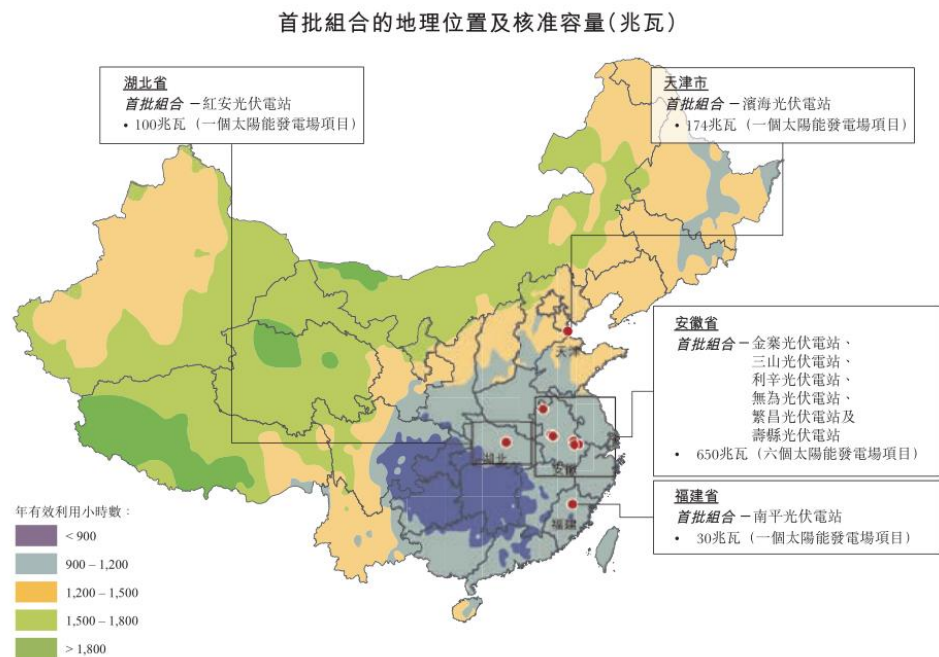 首批組合的地理位置及核准容量(兆瓦)
湖北省
首批組合 – 紅安光伏電站
• 100兆瓦 (一個太陽能發電場項目)
天津市
首批組合 – 濱海光伏電站
• 174兆瓦 (一個太陽能發電場項目)
安徽省
首批組合 – 金寨光伏電站、
三山光伏電站、
利辛光伏電站、
無為光伏電站、
繁昌光伏電站及
壽縣光伏電站
• 650兆瓦 (六個太陽能發電場項目)
福建省
首批組合 – 南平光伏電站
• 30兆瓦 (一個太陽能發電場項目)
天津
湖北
安徽
福建
年有效利用小時數:
< 900
900 – 1,200
1,200 – 1,500
1,500 – 1,800
> 1,800